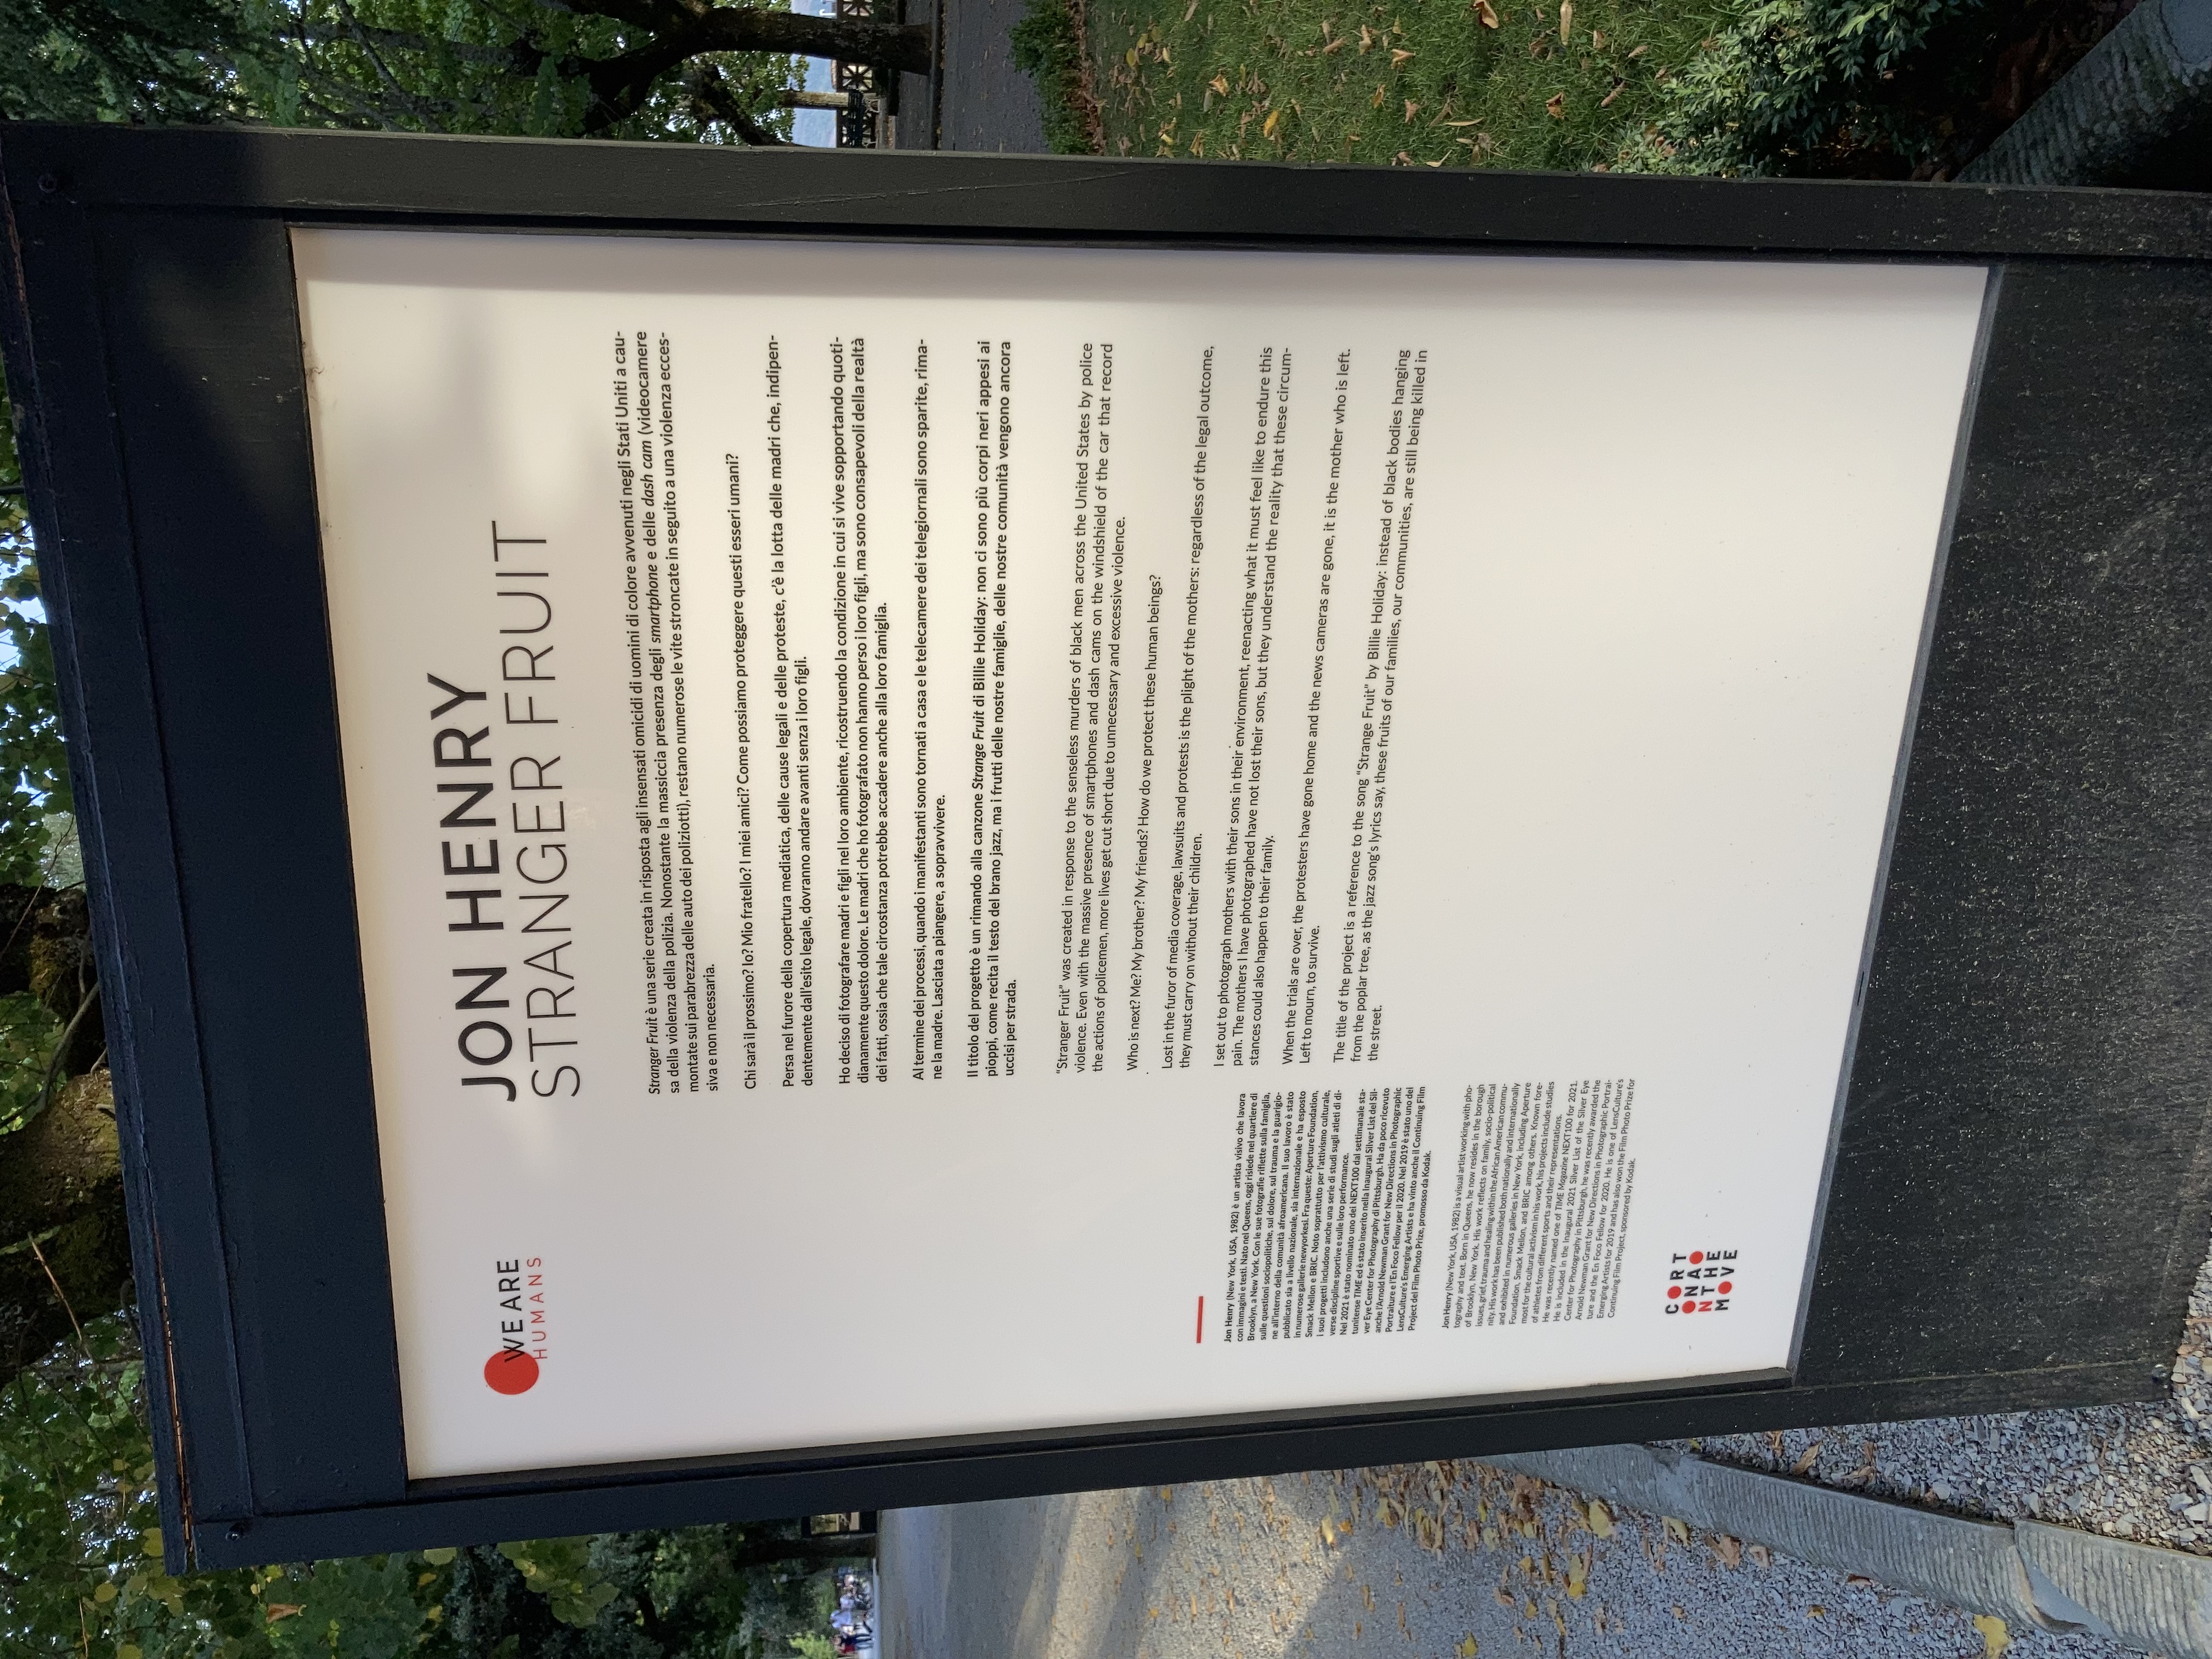 WE ARE
HUMANS
JON HENRY
STRANGER FRUIT
Stranger Fruit è una serie creata in risposta agli insensati omicidi di uomini di colore avvenuti negli Stati Uniti a cau-
sa della violenza della polizia. Nonostante la massiccia presenza degli smartphone e delle dash cam (videocamere
montate sui parabrezza delle auto dei poliziotti), restano numerose le vite stroncate in seguito a una violenza ecces-
siva e non necessaria.
Chi sarà il prossimo? Io? Mio fratello? I miei amici? Come possiamo proteggere questi esseri umani?
Persa nel furore della copertura mediatica, delle cause legali e delle proteste, c'è la lotta delle madri che, indipen-
dentemente dall'esito legale, dovranno andare avanti senza i loro figli.
Ho deciso di fotografare madri e figli nel loro ambiente, ricostruendo la condizione in cui si vive sopportando quoti-
dianamente questo dolore. Le madri che ho fotografato non hanno perso i loro figli, ma sono consapevoli della realtà
dei fatti, ossia che tale circostanza potrebbe accadere anche alla loro famiglia.
Al termine dei processi, quando i manifestanti sono tornati a casa e le telecamere dei telegiornali sono sparite, rima-
ne la madre. Lasciata a piangere, a sopravvivere.
Il titolo del progetto è un rimando alla canzone Strange Fruit di Billie Holiday: non ci sono più corpi neri appesi ai
pioppi, come recita il testo del brano jazz, ma i frutti delle nostre famiglie, delle nostre comunità vengono ancora
uccisi per strada.
"Stranger Fruit" was created in response to the senseless murders of black men across the United States by police
violence. Even with the massive presence of smartphones and dash cams on the windshield of the car that record
the actions of policemen, more lives get cut short due to unnecessary and excessive violence.
Who is next? Me? My brother? My friends? How do we protect these human beings?
Lost in the furor of media coverage, lawsuits and protests is the plight of the mothers: regardless of the legal outcome,
they must carry on without their children.
I set out to photograph mothers with their sons in their environment, reenacting what it must feel like to endure this
pain. The mothers I have photographed have not lost their sons, but they understand the reality that these circum-
stances could also happen to their family.
When the trials are over, the protesters have gone home and the news cameras are gone, it is the mother who is left.
Left to mourn, to survive.
The title of the project is a reference to the song "Strange Fruit" by Billie Holiday: instead of black bodies hanging
from the poplar tree, as the jazz song's lyrics say, these fruits of our families, our communities, are still being killed in
the street.
Jon Henry (New York, USA, 1982) è un artista visivo che lavora
con immagini e testi. Nato nel Queens, oggi risiede nel quartiere di
Brooklyn, a New York. Con le sue fotografie riflette sulla famiglia,
sulle questioni sociopolitiche, sul dolore, sul trauma e la guarigio-
ne all'interno della comunità afroamericana. Il suo lavoro è stato
pubblicato sia a livello nazionale, sia internazionale e ha esposto
in numerose gallerie newyorkesi. Fra queste: Aperture Foundation,
Smack Mellon e BRIC. Noto soprattutto per l'attivismo culturale,
i suoi progetti includono anche una serie di studi sugli atleti di di-
verse discipline sportive e sulle loro performance.
Nel 2021 è stato nominato uno dei NEXT100 dal settimanale sta-
tunitense TIME ed è stato inserito nella Inaugural Silver List del Sil-
ver Eye Center for Photography di Pittsburgh. Ha da poco ricevuto
anche l'Arnold Newman Grant for New Directions in Photographic
Portraiture e l'En Foco Fellow per il 2020. Nel 2019 è stato uno dei
LensCulture's Emerging Artists e ha vinto anche il Continuing Film
Project del Film Photo Prize, promosso da Kodak.
Jon Henry (New York, USA, 1982) is a visual artist working with pho-
tography and text. Born in Queens, he now resides in the borough
of Brooklyn, New York. His work reflects on family, socio-political
issues, grief, trauma and healing within the African American commu-
nity. His work has been published both nationally and internationally
and exhibited in numerous galleries in New York, including Aperture
Foundation, Smack Mellon, and BRIC among others. Known fore-
most for the cultural activism in his work, his projects include studies
of athletes from different sports and their representations.
He was recently named one of TIME Magazine NEXT100 for 2021.
He is included in the Inaugural 2021 Silver List of the Silver Eye
Center for Photography in Pittsburgh, he was recently awarded the
Arnold Newman Grant for New Directions in Photographic Portrai-
ture and the En Foco Fellow for 2020. He is one of LensCulture's
Emerging Artists for 2019 and has also won the Film Photo Prize for
Continuing Film Project, sponsored by Kodak.
CORT
ONAO
NTHE
MOVE